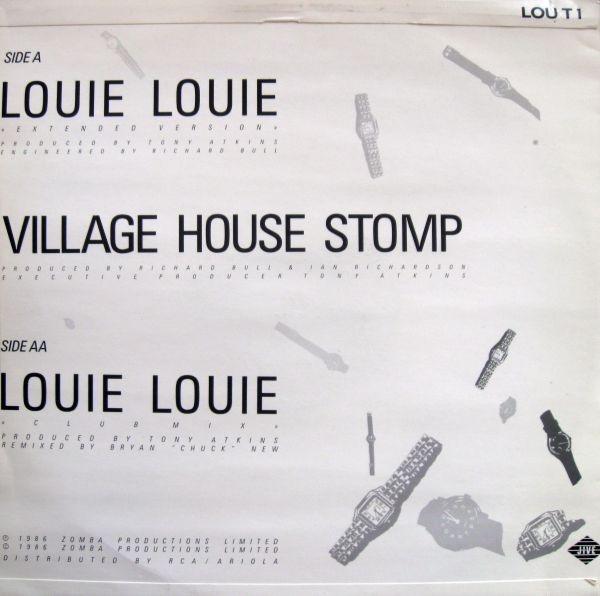 LOU T 1
SIDE A
LOUIE LOUIE
«EXTENDED VERSION»
PRODUCED BY TONY ATKINS
ENGINEERED BY RICHARD BULL
VILLAGE HOUSE STOMP
PRODUCED BY RICHARD BULL & IAN RICHARDSON
EXECUTIVE PRODUCER TONY ATKINS
SIDE AA
LOUIE LOUIE
«CLUBMIX»
PRODUCED BY TONY ATKINS
REMIXED BY BRYAN "CHUCK" NEW
℗ 1986 ZOMBA PRODUCTIONS LIMITED
© 1986 ZOMBA PRODUCTIONS LIMITED
DISTRIBUTED BY RCA/ARIOLA
JIVE